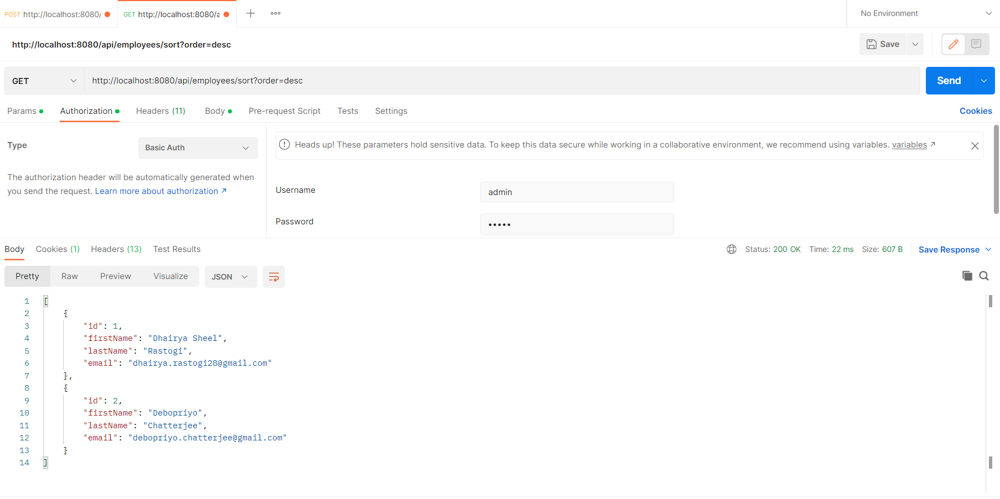 POST http://localhost:8080/
GET http://localhost:8080/a
No Environment
http://localhost:8080/api/employees/sort?order=desc
Save
GET
http://localhost:8080/api/employees/sort?order=desc
Send
Params
Authorization
Headers (11)
Body
Pre-request Script
Tests
Settings
Cookies
Type
Basic Auth
The authorization header will be automatically generated when
you send the request. Learn more about authorization ↗
Heads up! These parameters hold sensitive data. To keep this data secure while working in a collaborative environment, we recommend using variables. variables ↗
Username
admin
Password
•••••
Body
Cookies (1)
Headers (13)
Test Results
Status: 200 OK
Time: 22 ms
Size: 607 B
Save Response
Pretty
Raw
Preview
Visualize
JSON
1 [
2 {
3 "id": 1,
4 "firstName": "Dhairya Sheel",
5 "lastName": "Rastogi",
6 "email": "dhairya.rastogi28@gmail.com"
7 },
8 {
9 "id": 2,
10 "firstName": "Debopriyo",
11 "lastName": "Chatterjee",
12 "email": "debopriyo.chatterjee@gmail.com"
13 }
14 ]